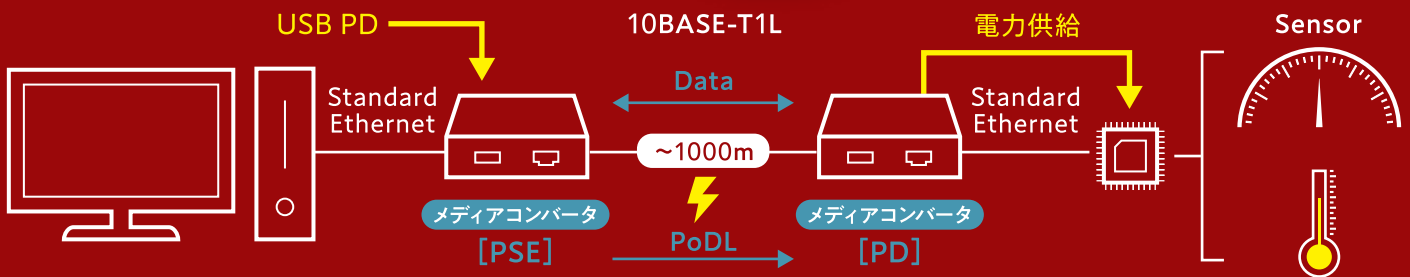 USB PD
10BASE-T1L
電力供給
Sensor
Standard
Ethernet
Data
Standard
Ethernet
～1000m
メディアコンバータ
[PSE]
PoDL
メディアコンバータ
[PD]